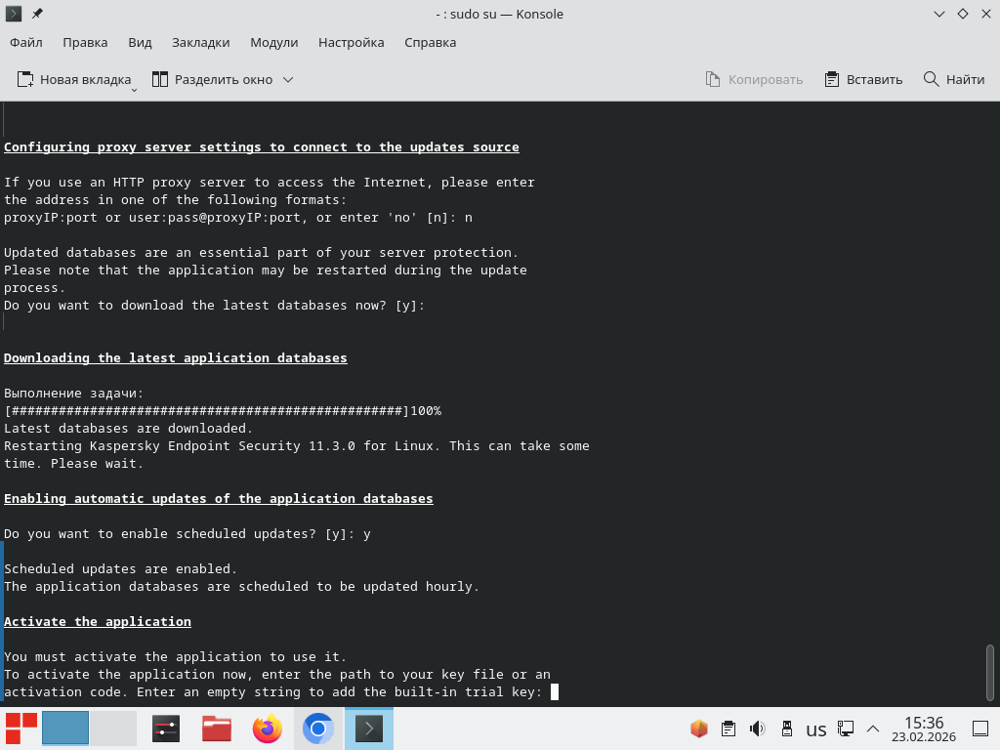 - : sudo su — Konsole
Файл Правка Вид Закладки Модули Настройка Справка
Новая вкладка Разделить окно Копировать Вставить Найти
Configuring proxy server settings to connect to the updates source
If you use an HTTP proxy server to access the Internet, please enter
the address in one of the following formats:
proxyIP:port or user:pass@proxyIP:port, or enter 'no' [n]: n
Updated databases are an essential part of your server protection.
Please note that the application may be restarted during the update
process.
Do you want to download the latest databases now? [y]:
Downloading the latest application databases
Выполнение задачи:
[##################################################]100%
Latest databases are downloaded.
Restarting Kaspersky Endpoint Security 11.3.0 for Linux. This can take some
time. Please wait.
Enabling automatic updates of the application databases
Do you want to enable scheduled updates? [y]: y
Scheduled updates are enabled.
The application databases are scheduled to be updated hourly.
Activate the application
You must activate the application to use it.
To activate the application now, enter the path to your key file or an
activation code. Enter an empty string to add the built-in trial key:
us
15:36
23.02.2026